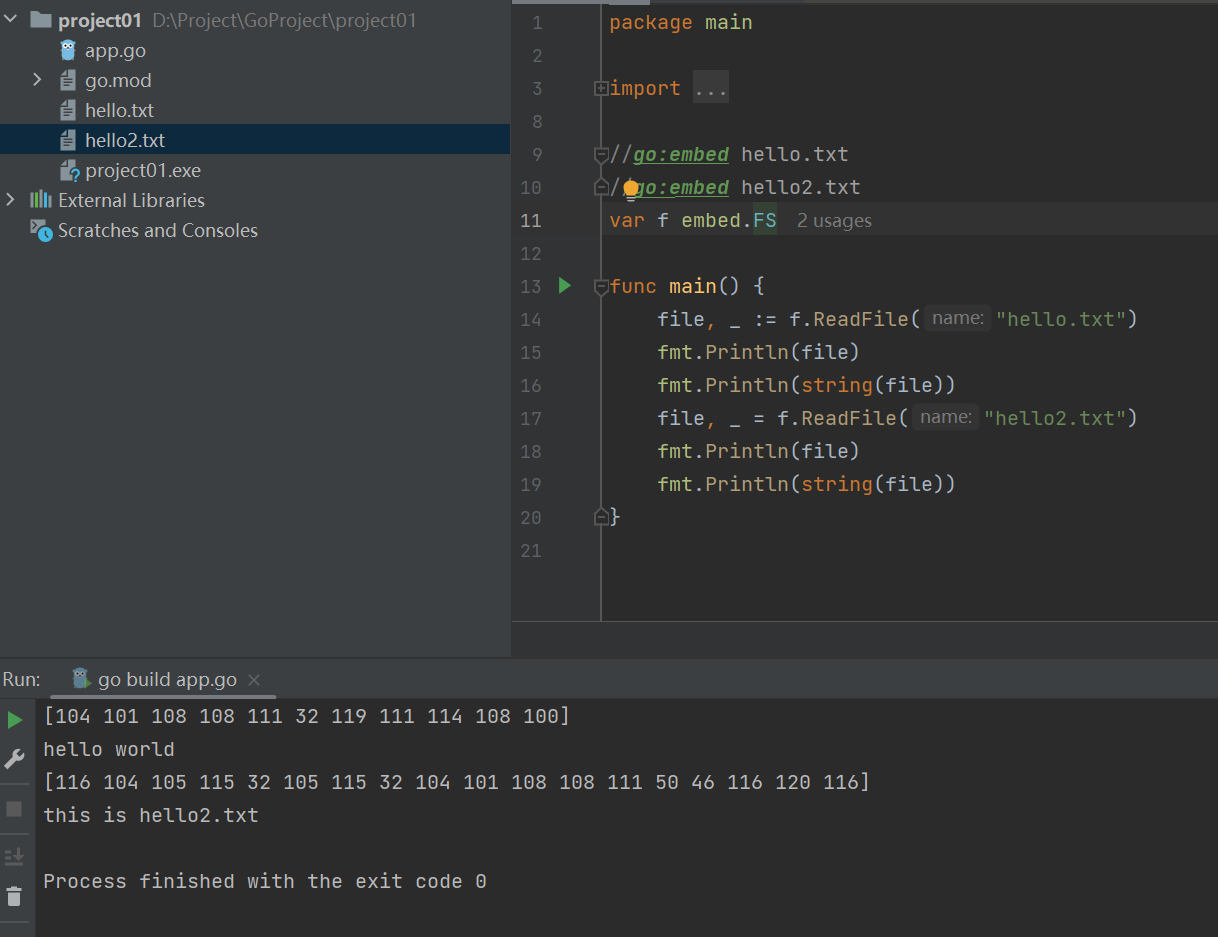 project01 D:\Project\GoProject\project01
app.go
go.mod
hello.txt
hello2.txt
project01.exe
External Libraries
Scratches and Consoles
1 package main
2
3 import ...
8
9 //go:embed hello.txt
10 //go:embed hello2.txt
11 var f embed.FS 2 usages
12
13 func main() {
14 file, _ := f.ReadFile( name: "hello.txt")
15 fmt.Println(file)
16 fmt.Println(string(file))
17 file, _ = f.ReadFile( name: "hello2.txt")
18 fmt.Println(file)
19 fmt.Println(string(file))
20 }
21
Run: go build app.go
[104 101 108 108 111 32 119 111 114 108 100]
hello world
[116 104 105 115 32 105 115 32 104 101 108 108 111 50 46 116 120 116]
this is hello2.txt
Process finished with the exit code 0